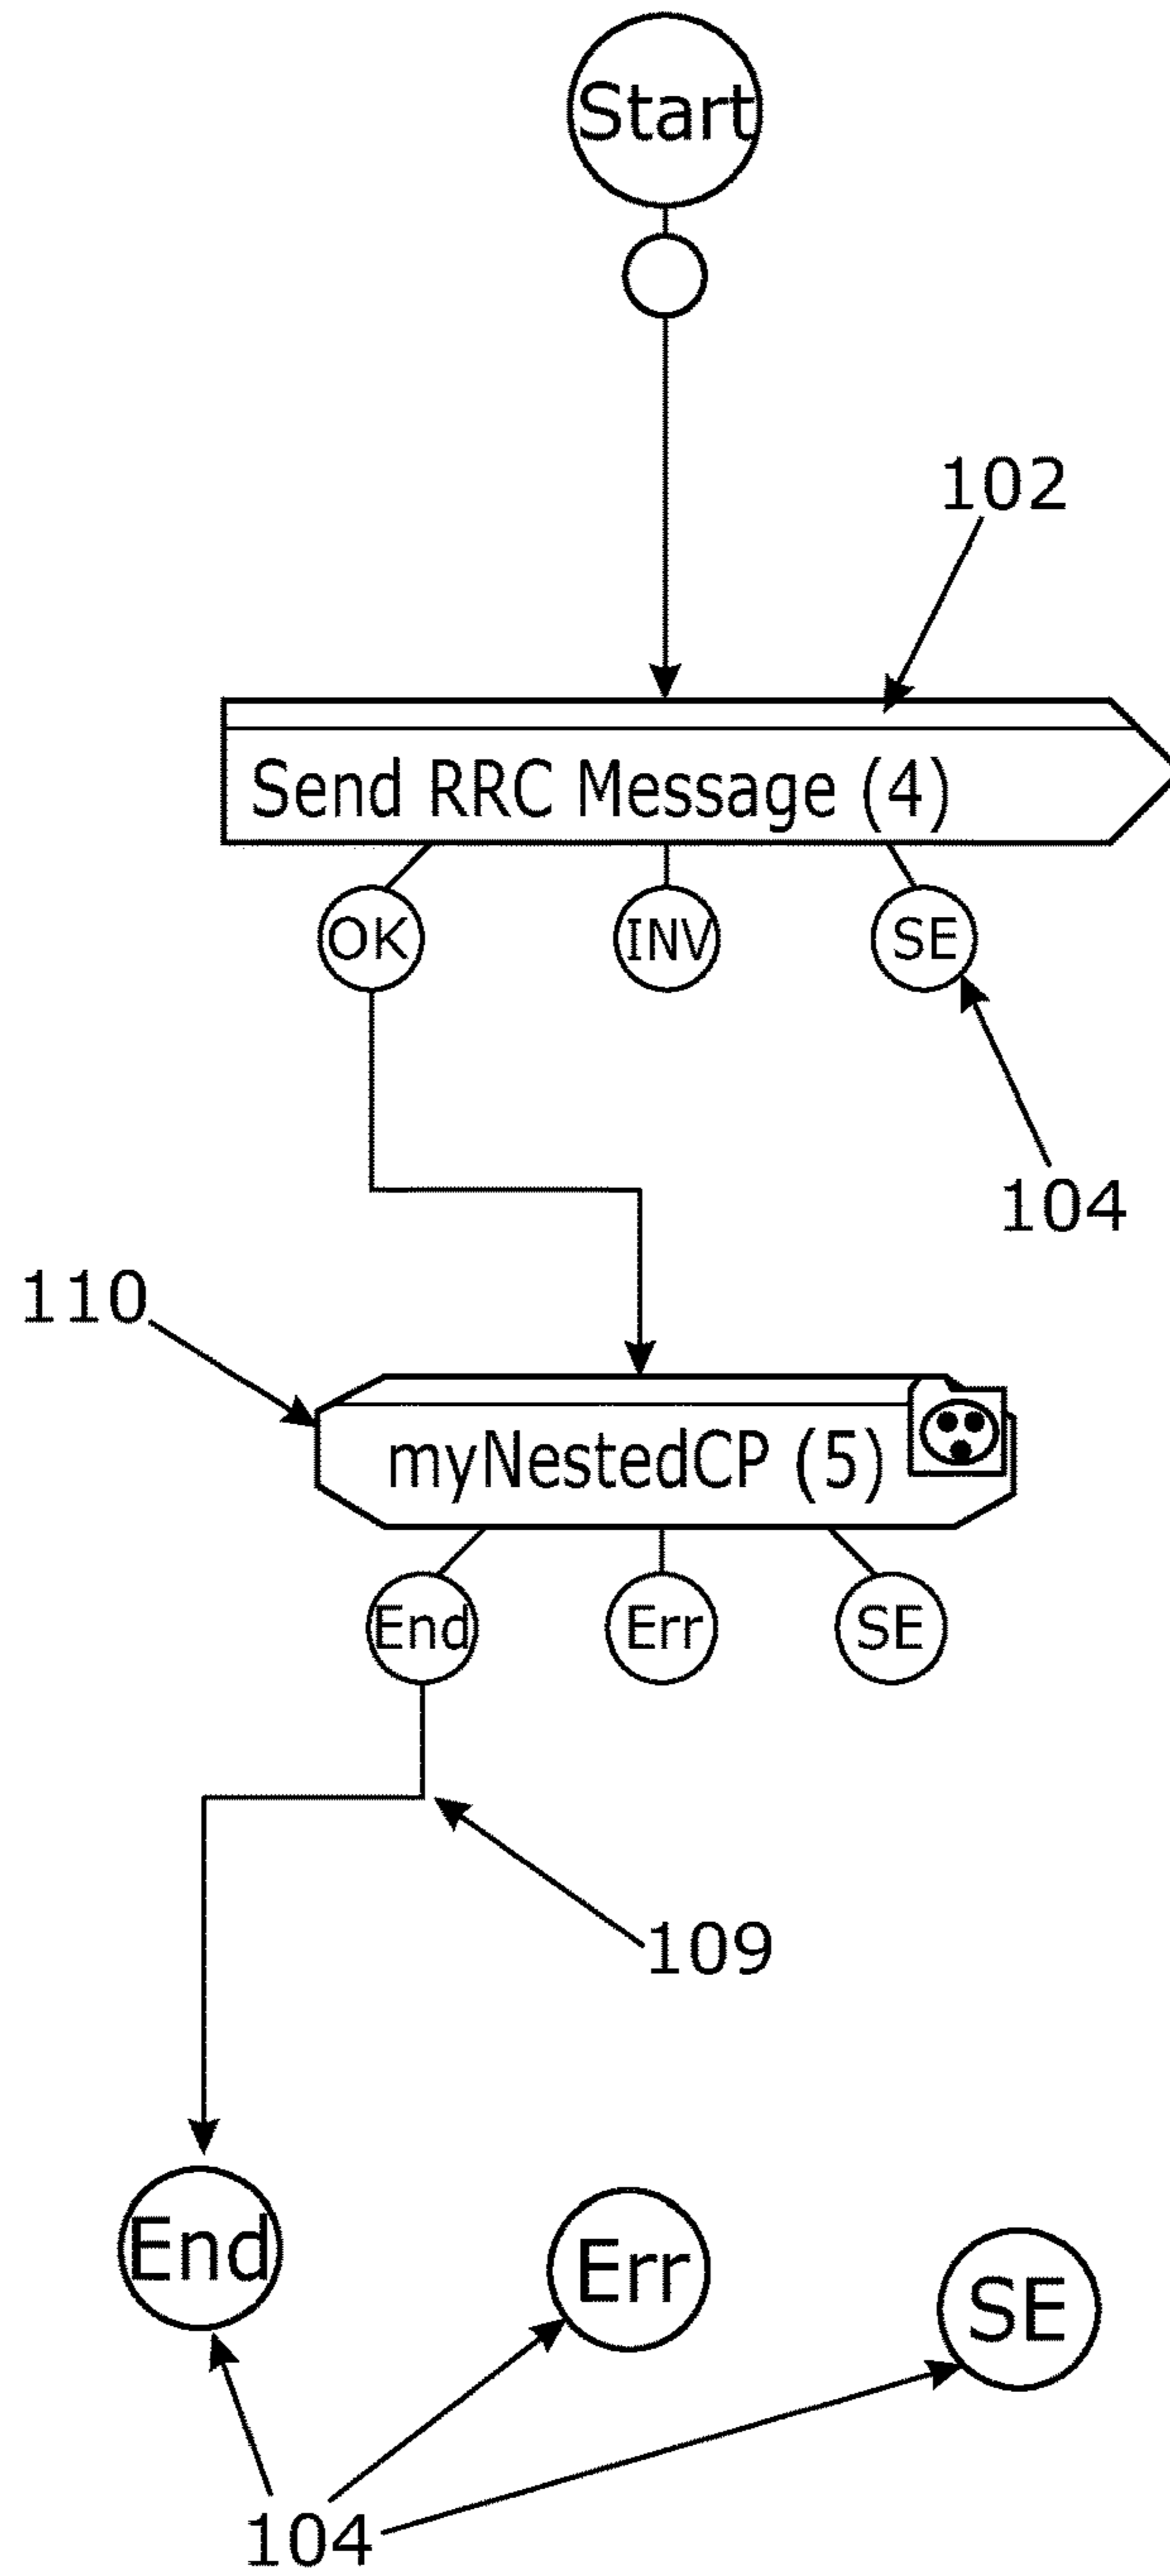 Start
102
Send RRC Message (4)
OK INV SE
104
110
myNestedCP (5)
End Err SE
109
End Err SE
104